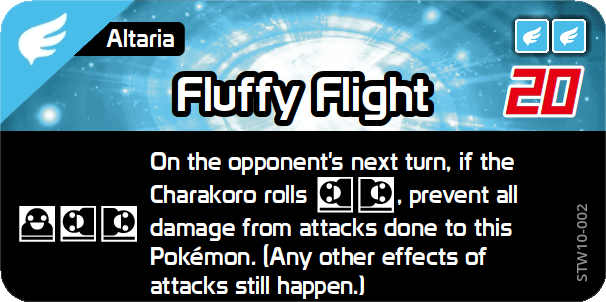 Altaria
Fluffy Flight
20
On the opponent's next turn, if the
Charakoro rolls , prevent all
damage from attacks done to this
Pokémon. (Any other effects of
attacks still happen.)
STW10-002